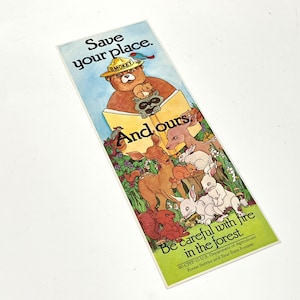 Save
your place.
SMOKEY
And ours.
Be careful with fire
in the forest.